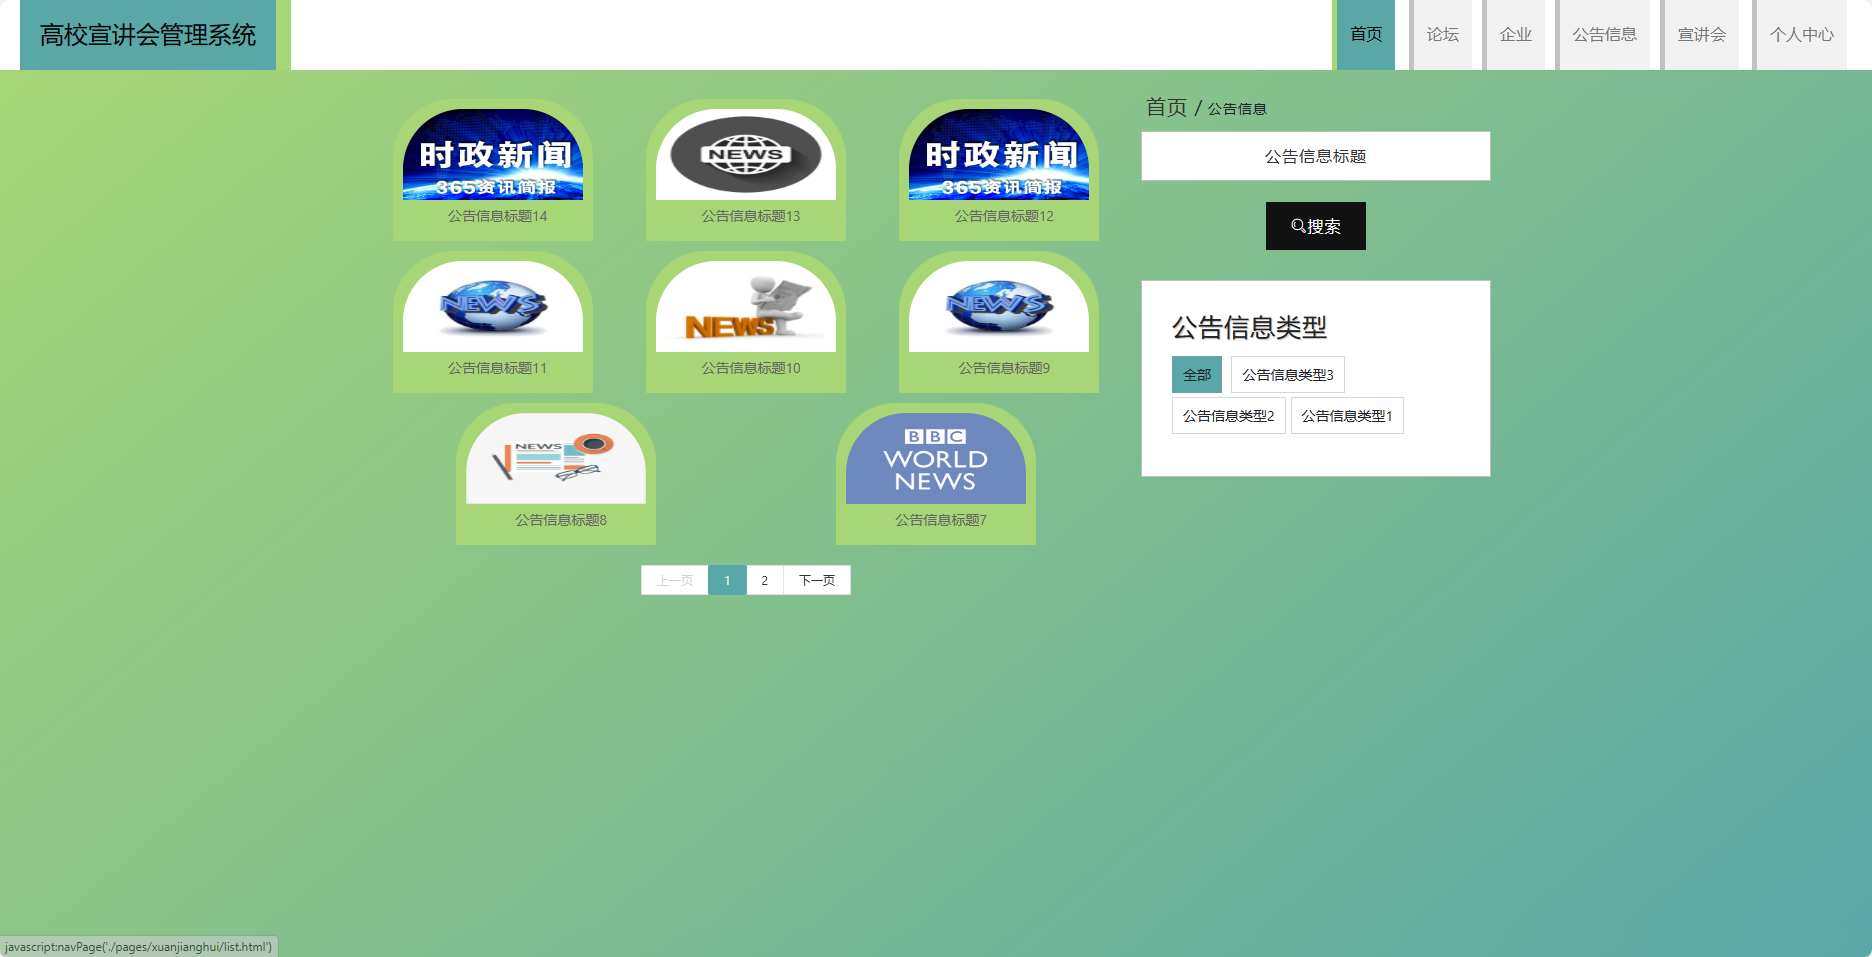 高校宣讲会管理系统
首页
论坛
企业
公告信息
宣讲会
个人中心
时政新闻
365资讯简报
公告信息标题14
NEWS
公告信息标题13
时政新闻
365资讯简报
公告信息标题12
NEWS
公告信息标题11
NEWS
公告信息标题10
NEWS
公告信息标题9
NEWS
公告信息标题8
BBC
WORLD
NEWS
公告信息标题7
上一页 1 2 下一页
首页 / 公告信息
公告信息标题
搜索
公告信息类型
全部 公告信息类型3
公告信息类型2 公告信息类型1
javascript:navPage('./pages/xuanjianghui/list.html')